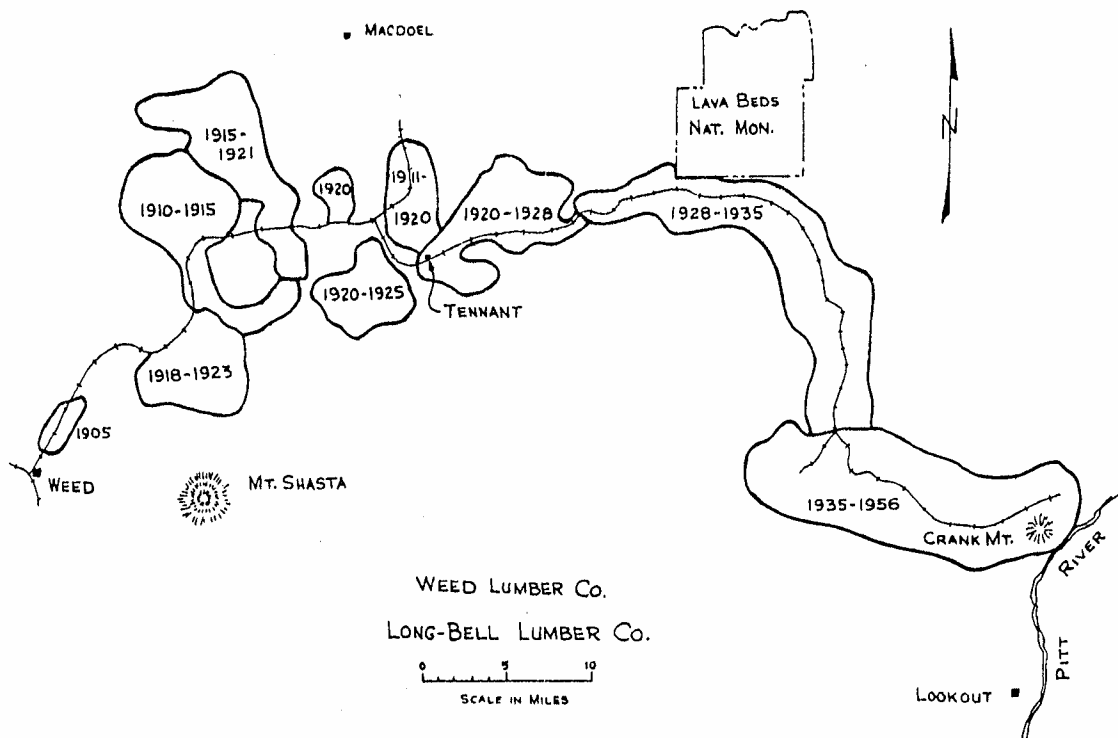 MACDOEL
LAVA BEDS
NAT. MON.
N
1915-
1921
1910-1915
1920
1911-
1920
1920-1928
1928-1935
1920-1925
TENNANT
1918-1923
1905
WEED
MT. SHASTA
1935-1956
CRANK MT.
RIVER
PITT
WEED LUMBER CO.
LONG-BELL LUMBER CO.
0 5 10
SCALE IN MILES
LOOKOUT